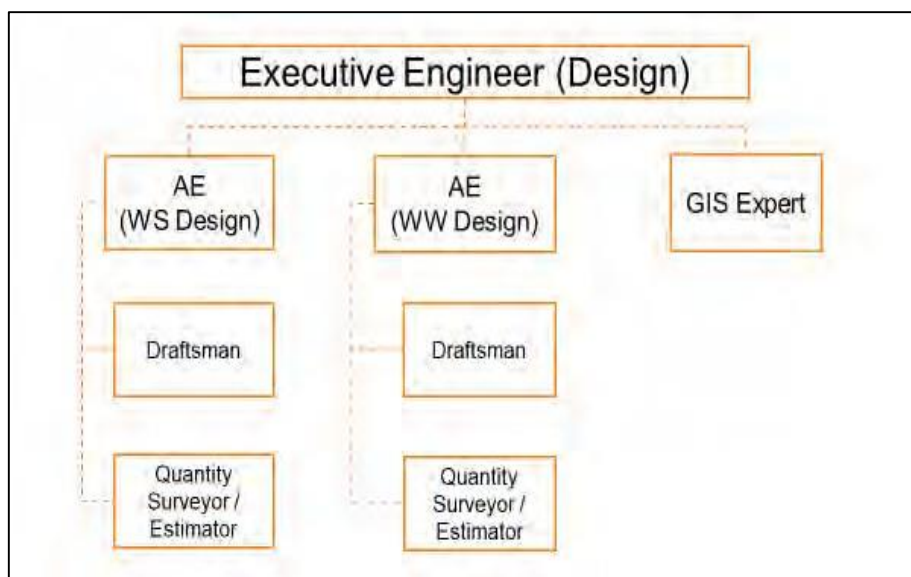 Executive Engineer (Design)
AE
(WS Design)
AE
(WW Design)
GIS Expert
Draftsman
Draftsman
Quantity
Surveyor /
Estimator
Quantity
Surveyor /
Estimator